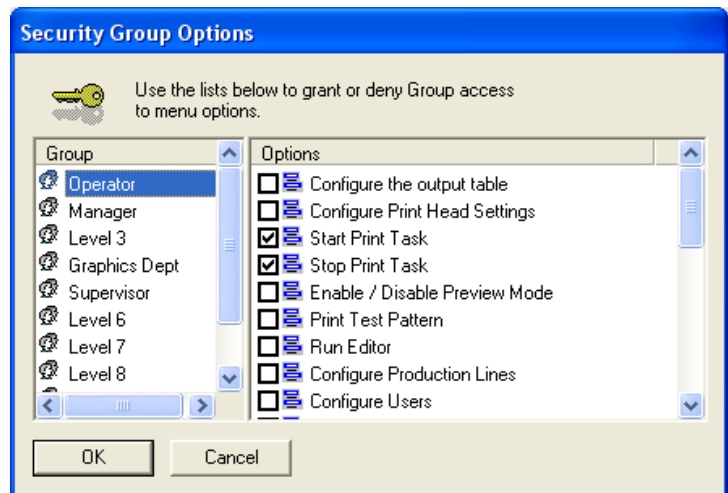 Security Group Options
Use the lists below to grant or deny Group access
to menu options.
Group
Operator
Manager
Level 3
Graphics Dept
Supervisor
Level 6
Level 7
Level 8
Options
Configure the output table
Configure Print Head Settings
Start Print Task
Stop Print Task
Enable / Disable Preview Mode
Print Test Pattern
Run Editor
Configure Production Lines
Configure Users
OK
Cancel